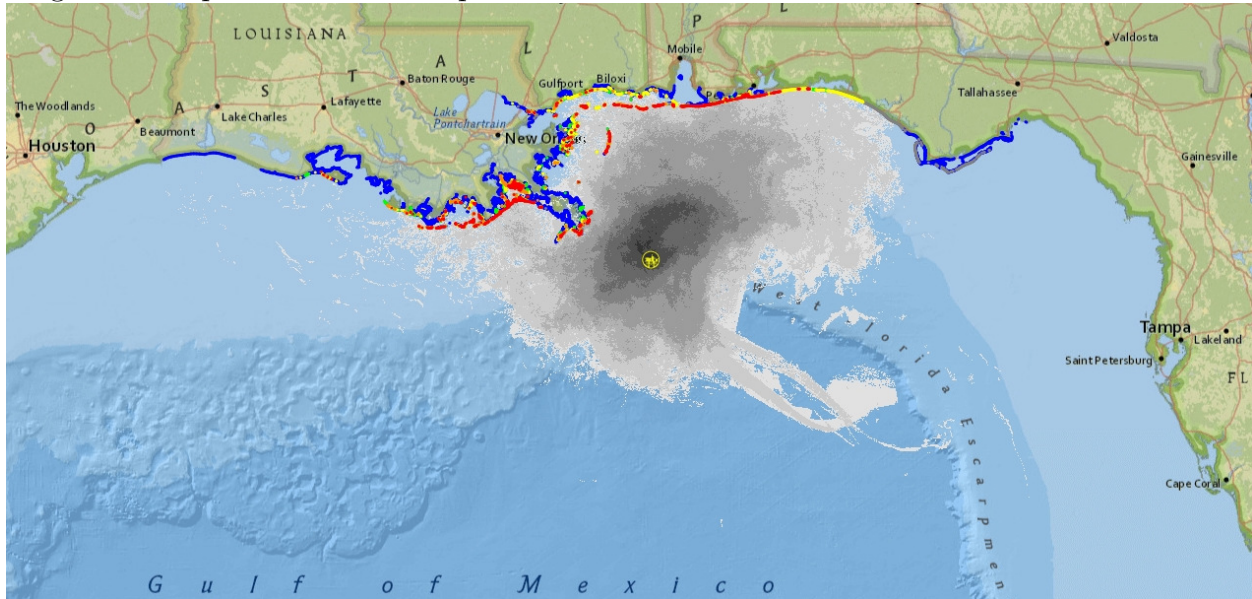 LOUISIANA
Mobile
Valdosta
Baton Rouge
Gulfport
Biloxi
The Woodlands
Lafayette
Lake Charles
Tallahassee
Beaumont
Lake
Pontchartrain
New Or
Houston
Gainesville
West Florida Escarpmen
Tampa
Lakeland
Saint Petersburg
FL
Cape Coral
Gulf of Mexico